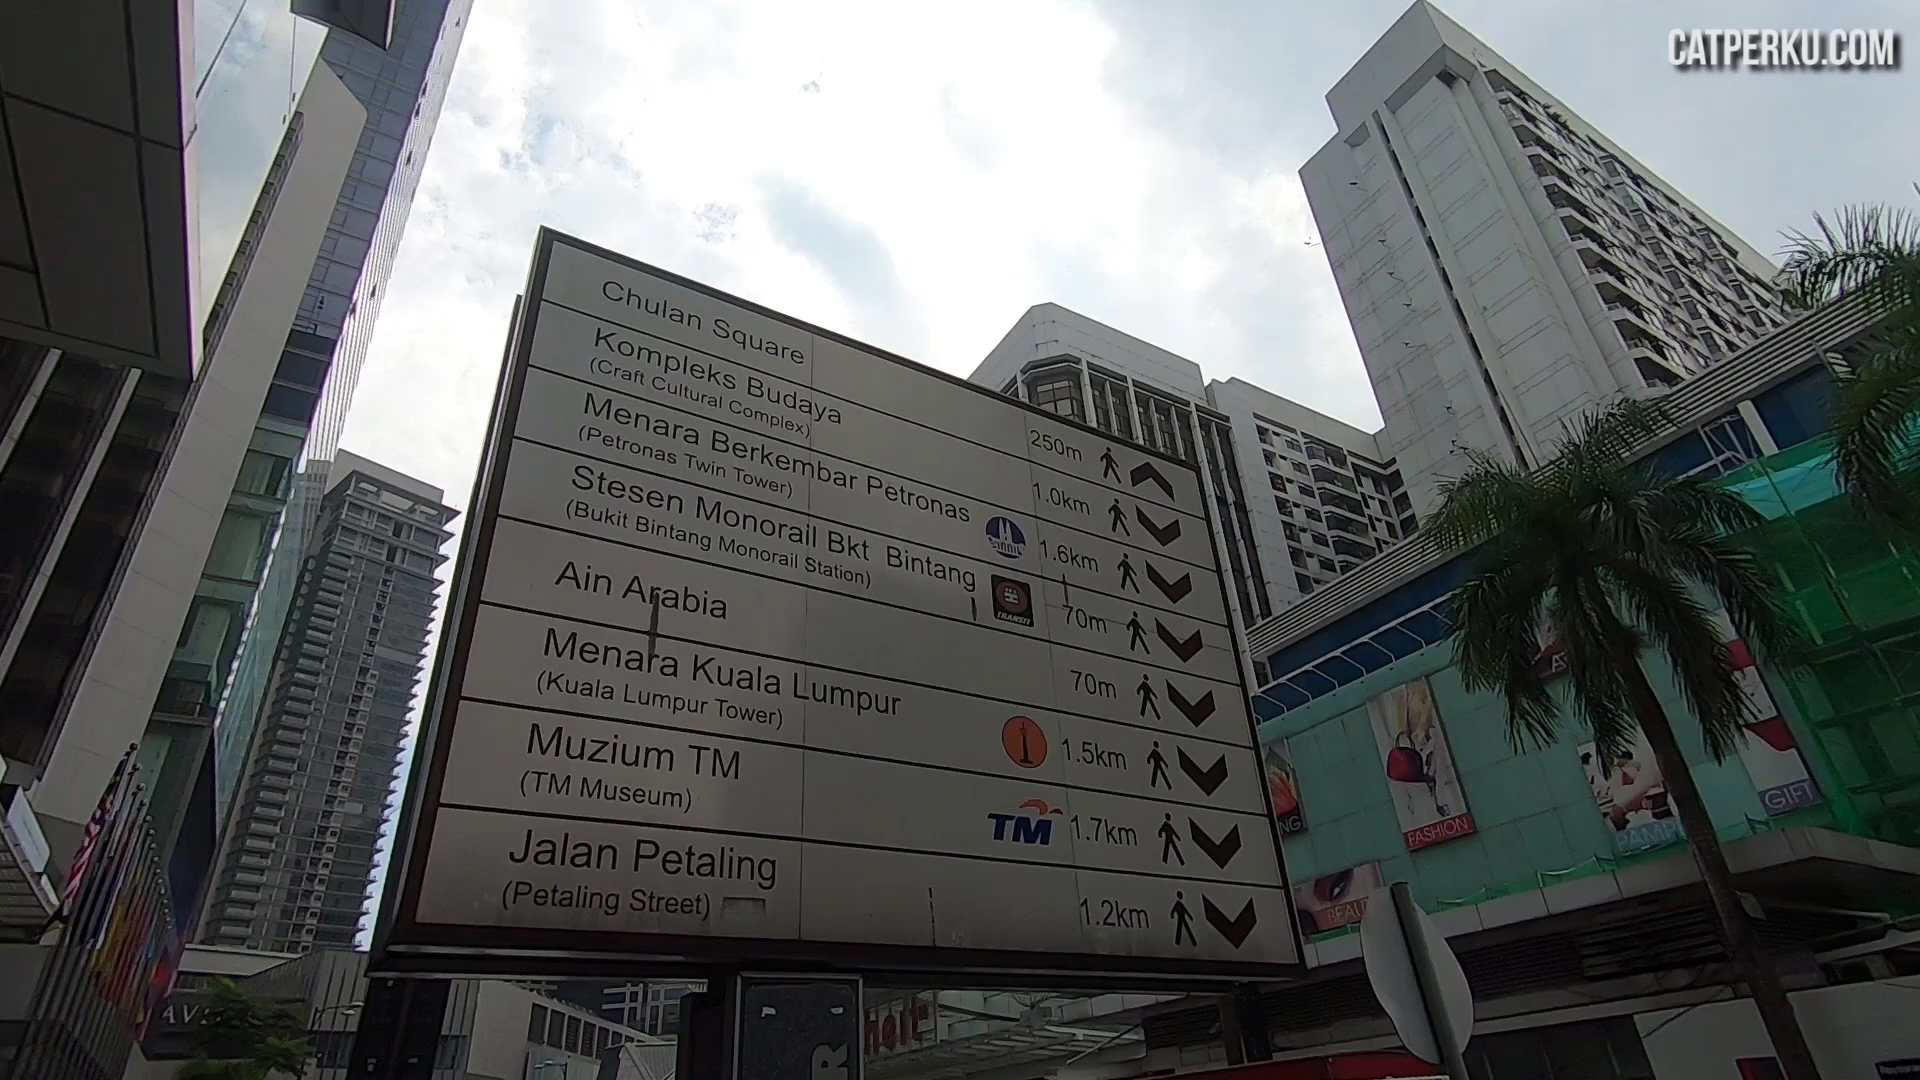 CATPERKU.COM
Chulan Square
250m
Kompleks Budaya
(Craft Cultural Complex)
1.0km
Menara Berkembar Petronas
(Petronas Twin Tower)
1.6km
Stesen Monorail Bkt Bintang
(Bukit Bintang Monorail Station)
TRANSIT
70m
Ain Arabia
70m
Menara Kuala Lumpur
(Kuala Lumpur Tower)
1.5km
Muzium TM
(TM Museum)
TM
1.7km
Jalan Petaling
(Petaling Street)
1.2km
FASHION
GIFT